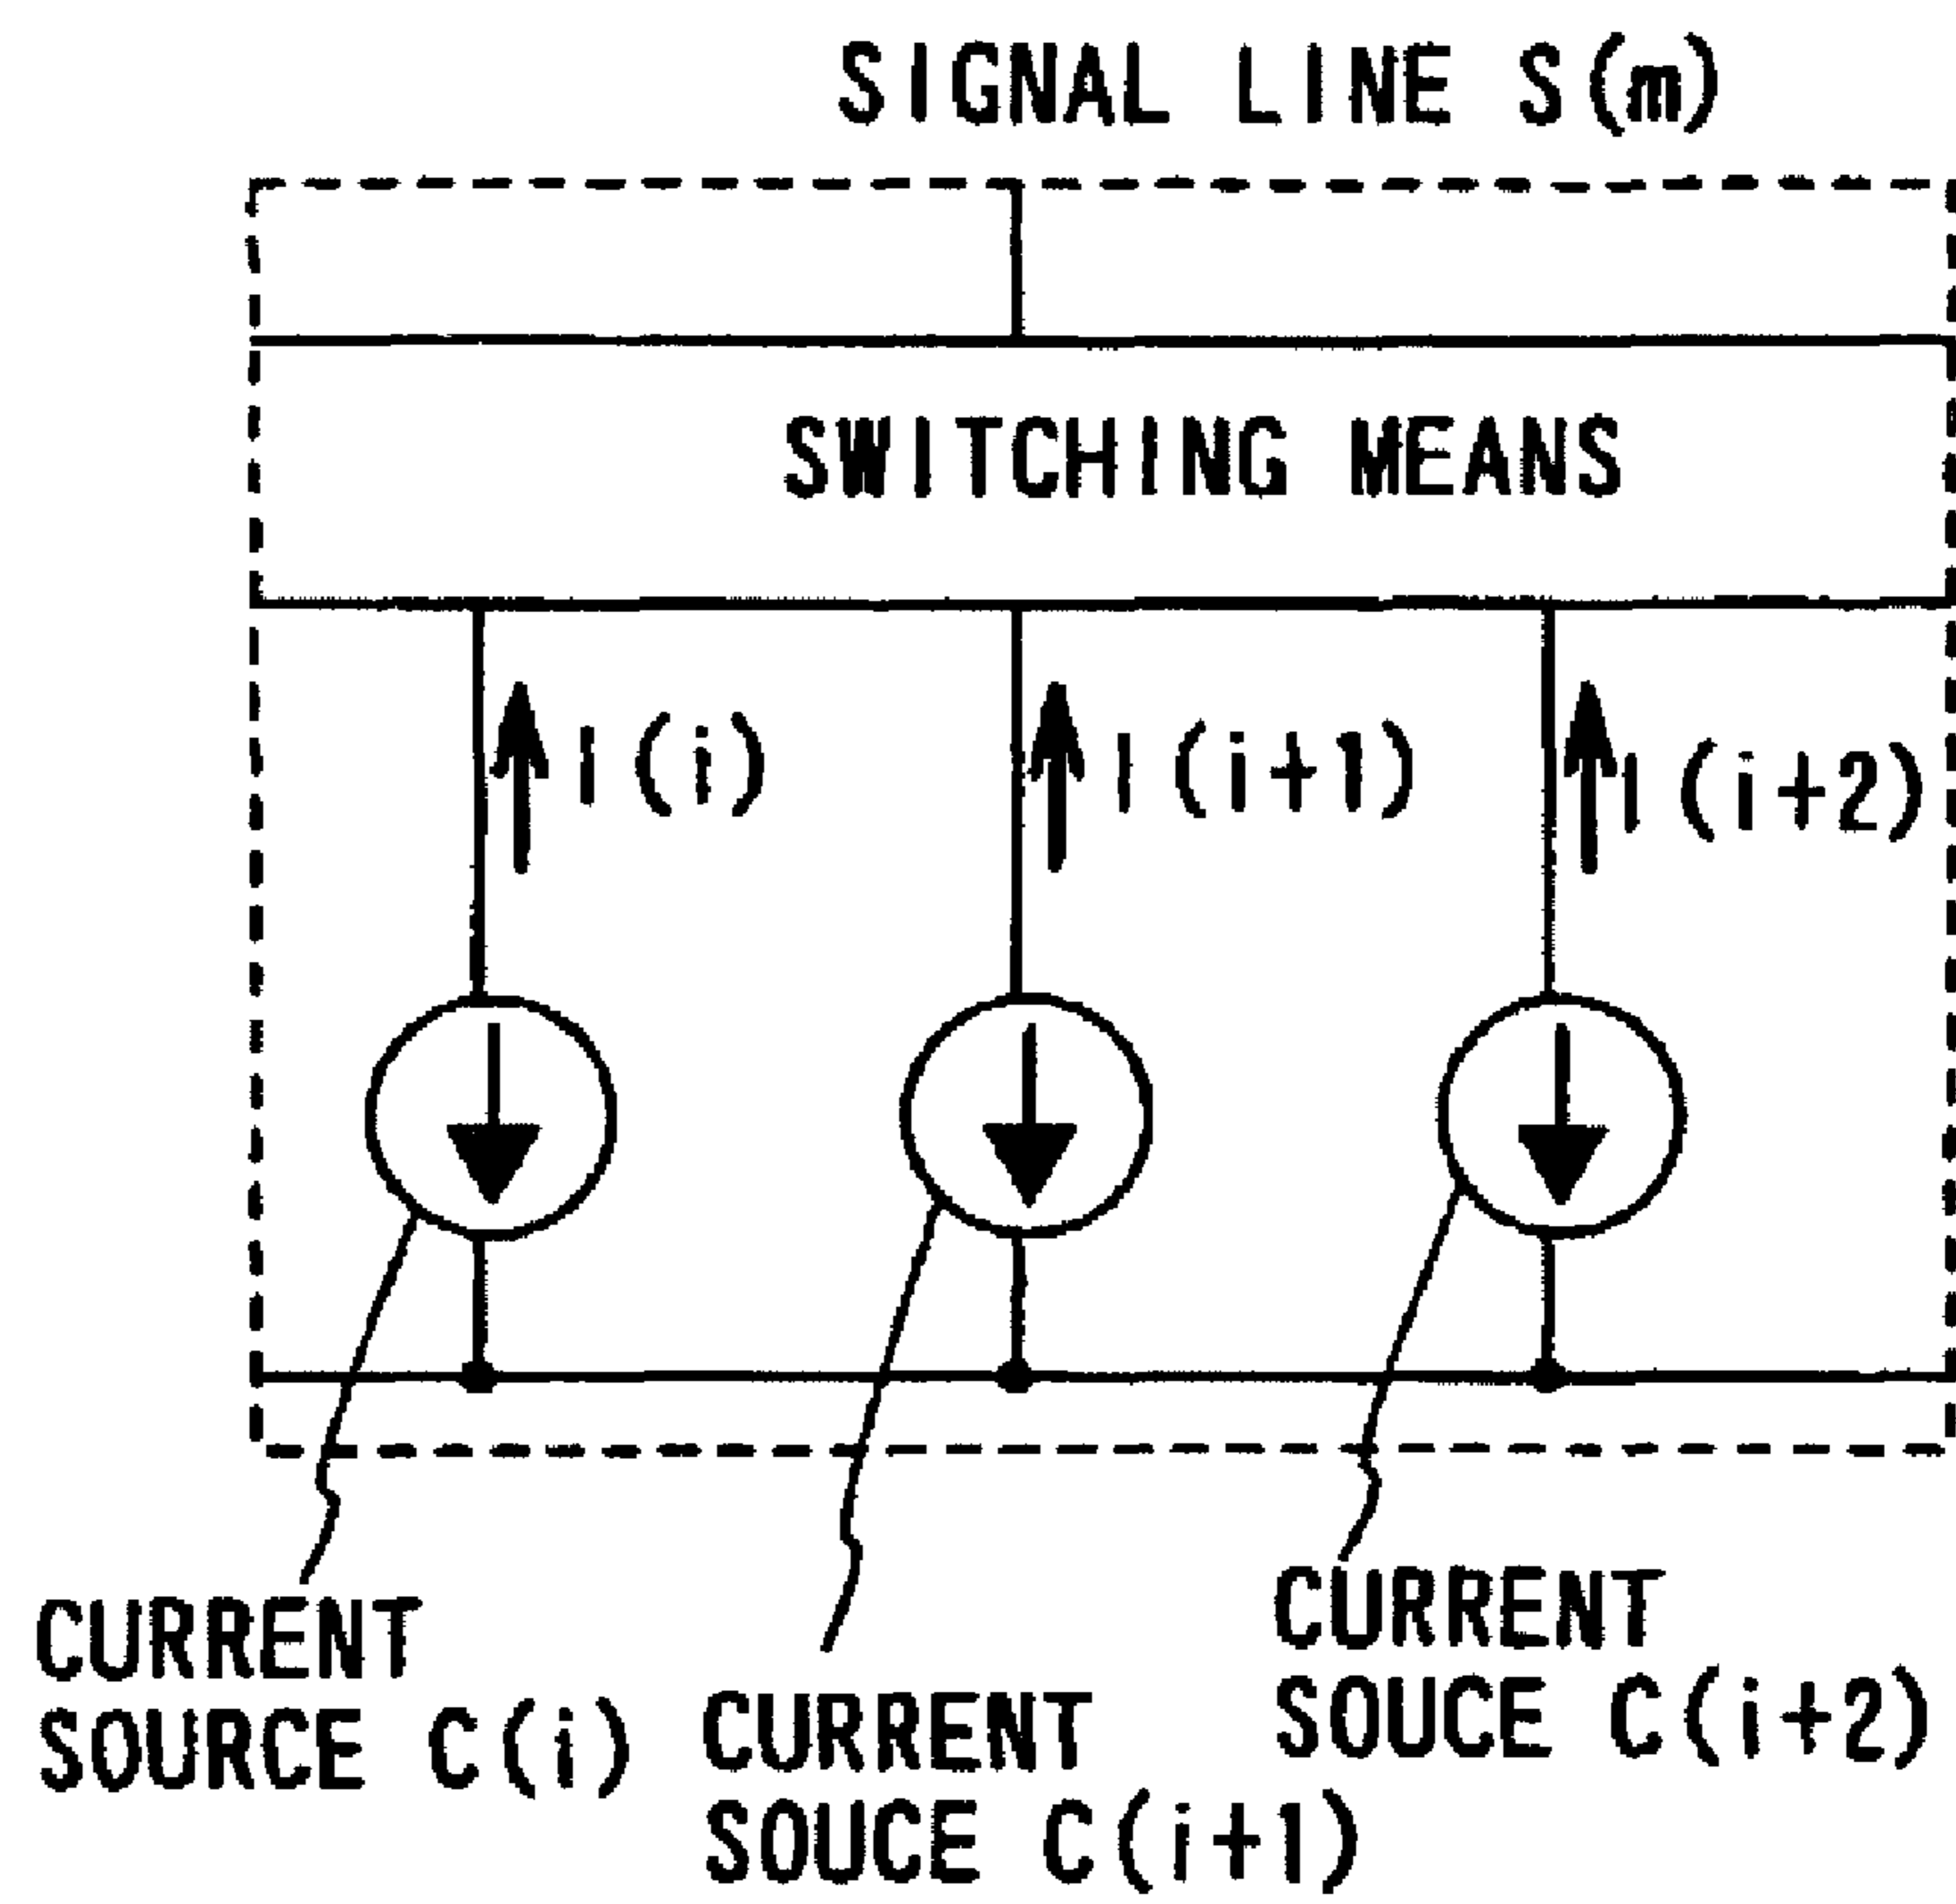 SIGNAL LINE S(m)
SWITCHING MEANS
I(i)
I(i+1)
I(i+2)
CURRENT
SOURCE C(i)
CURRENT
SOUCE C(i+1)
CURRENT
SOUCE C(i+2)